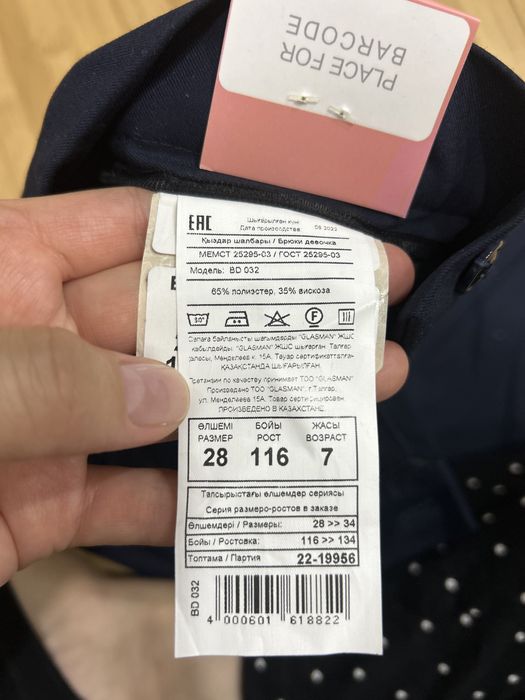 PLACE FOR
BARCODE
EAC
Шығарылған күні
Дата производства: 06.2023
Қыздар шалбары / Брюки девочка
МЕМСТ 25295-03 / ГОСТ 25295-03
Модель: BD 032
65% полиэстер, 35% вискоза
30°
F
Сапаға байланысты шағымдарды "GLASMAN" ЖШС
қабылдейды. "GLASMAN" ЖШС шығарған. Талғар
қаласы, Менделеев к. 15А. Тауар сертификатталған
ҚАЗАҚСТАНДА ШЫҒАРЫЛҒАН.
Претензии по качеству принимает ТОО "GLASMAN"
Произведено ТОО "GLASMAN", г.Талгар,
ул. Менделеева 15А. Товар сертифицирован.
ПРОИЗВЕДЕНО В КАЗАХСТАНЕ.
ӨЛШЕМІ БОЙЫ ЖАСЫ
РАЗМЕР РОСТ ВОЗРАСТ
28 116 7
Тапсырыстағы өлшемдер сериясы
Серия размеро-ростов в заказе
Өлшемдері / Размеры: 28 >> 34
Бойы / Ростовка: 116 >> 134
Топтама / Партия 22-19956
BD 032
4 000601 618822